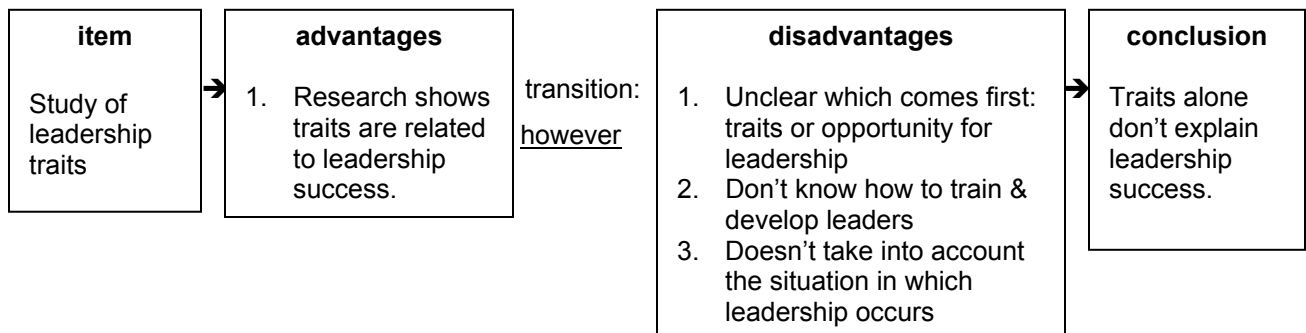 item
Study of
leadership
traits
➔
advantages
1. Research shows
traits are related
to leadership
success.
transition:
however
disadvantages
1. Unclear which comes first:
traits or opportunity for
leadership
2. Don’t know how to train &
develop leaders
3. Doesn’t take into account
the situation in which
leadership occurs
➔
conclusion
Traits alone
don’t explain
leadership
success.